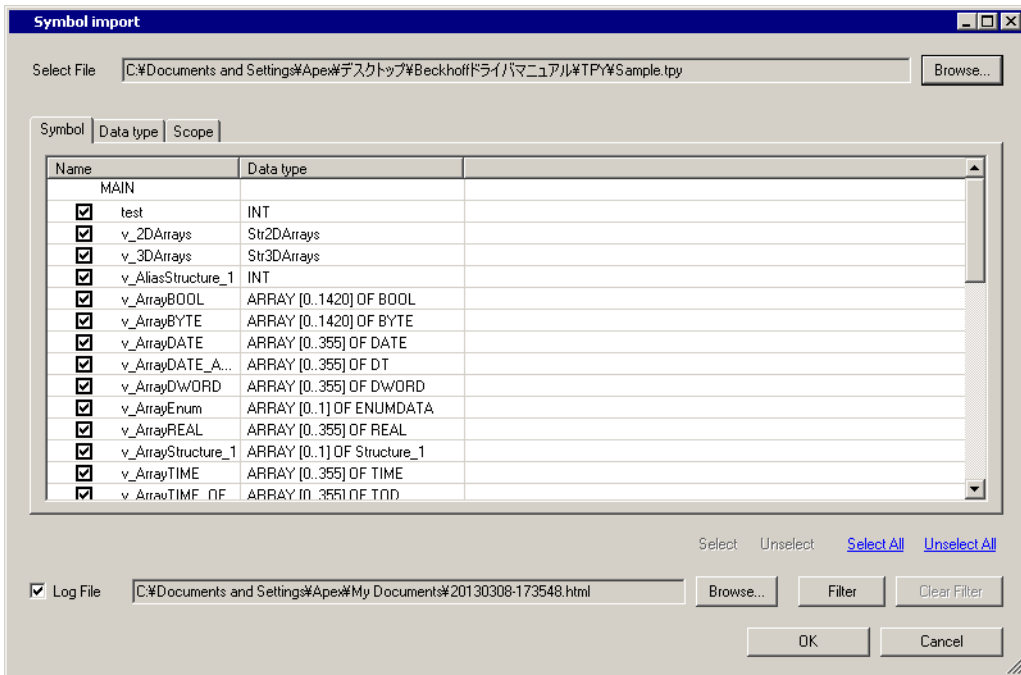 Symbol import
Select File C:¥Documents and Settings¥Apex¥デスクトップ¥Beckhoffドライバマニュアル¥TPY¥Sample.tpy Browse...
Symbol Data type Scope
Name Data type
MAIN
test INT
v_2DArrays Str2DArrays
v_3DArrays Str3DArrays
v_AliasStructure_1 INT
v_ArrayBOOL ARRAY [0..1420] OF BOOL
v_ArrayBYTE ARRAY [0..1420] OF BYTE
v_ArrayDATE ARRAY [0..355] OF DATE
v_ArrayDATE_A... ARRAY [0..355] OF DT
v_ArrayDWORD ARRAY [0..355] OF DWORD
v_ArrayEnum ARRAY [0..1] OF ENUMDATA
v_ArrayREAL ARRAY [0..355] OF REAL
v_ArrayStructure_1 ARRAY [0..1] OF Structure_1
v_ArrayTIME ARRAY [0..355] OF TIME
v_ArrayTIME_OF ARRAY [0..355] OF TOD
Select Unselect Select All Unselect All
Log File C:¥Documents and Settings¥Apex¥My Documents¥20130308-173548.html Browse... Filter Clear Filter
OK Cancel